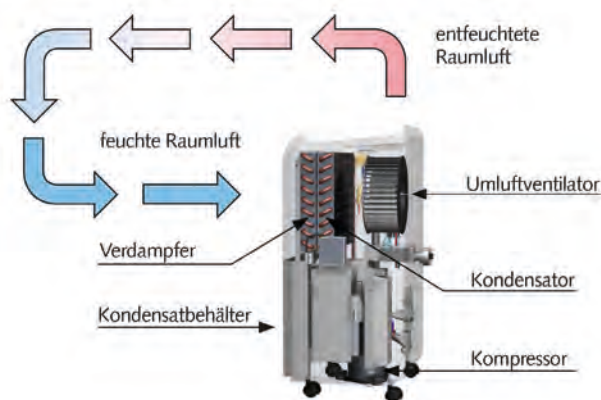 entfeuchtete
Raumluft
feuchte Raumluft
Umluftventilator
Verdampfer
Kondensator
Kondensatbehälter
Kompressor